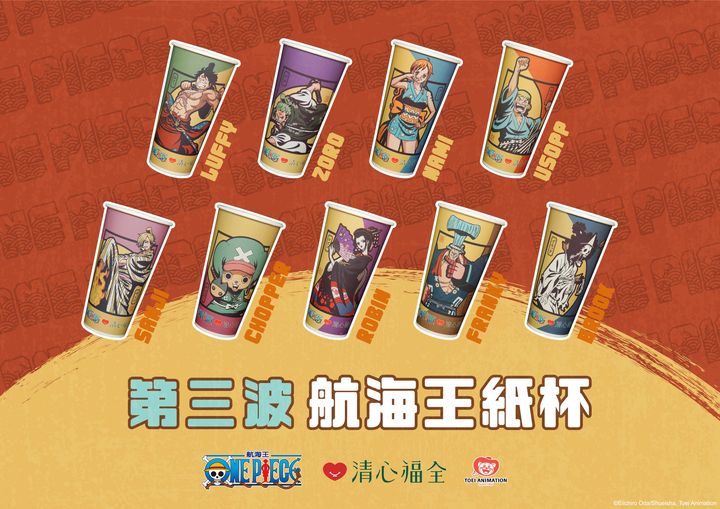 LUFFY
ZORO
NAMI
USOPP
SANJI
CHOPPER
ROBIN
FRANKY
BROOK
第三波 航海王紙杯
航海王
ONE PIECE
清心福全
TOEI ANIMATION
©Eiichiro Oda/Shueisha, Toei Animation